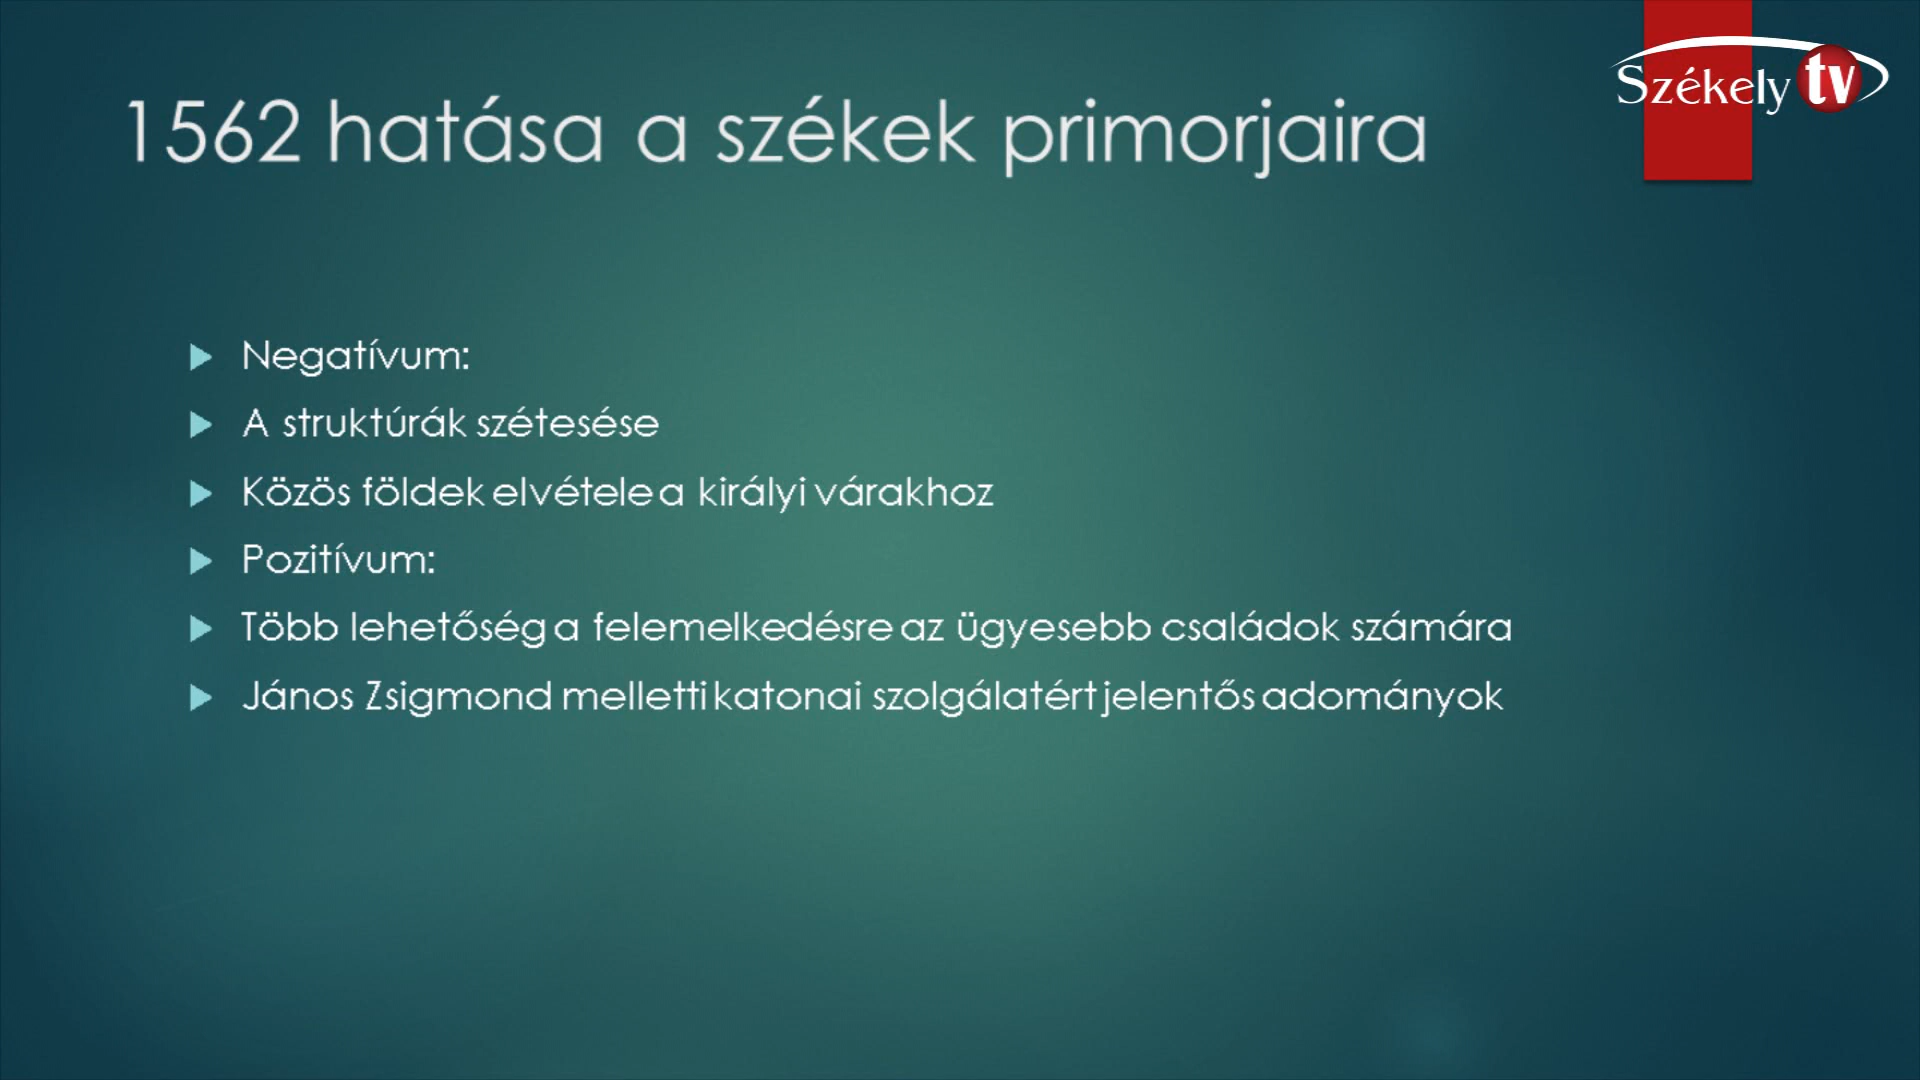 1562 hatása a székek primorjaira
Székely tv
Negatívum:
A struktúrák szétesése
Közös földek elvétele a királyi várakhoz
Pozitívum:
Több lehetőség a felemelkedésre az ügyesebb családok számára
János Zsigmond melletti katonai szolgálatért jelentős adományok